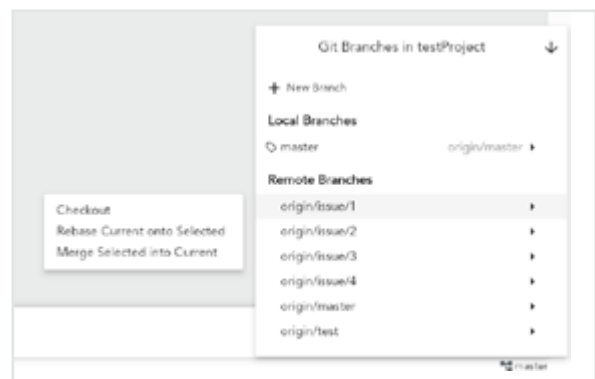 Git Branches in testProject
New Branch
Local Branches
master origin/master
Remote Branches
origin/issue/1
origin/issue/2
origin/issue/3
origin/issue/4
origin/master
origin/test
Checkout
Rebase Current onto Selected
Merge Selected into Current
master